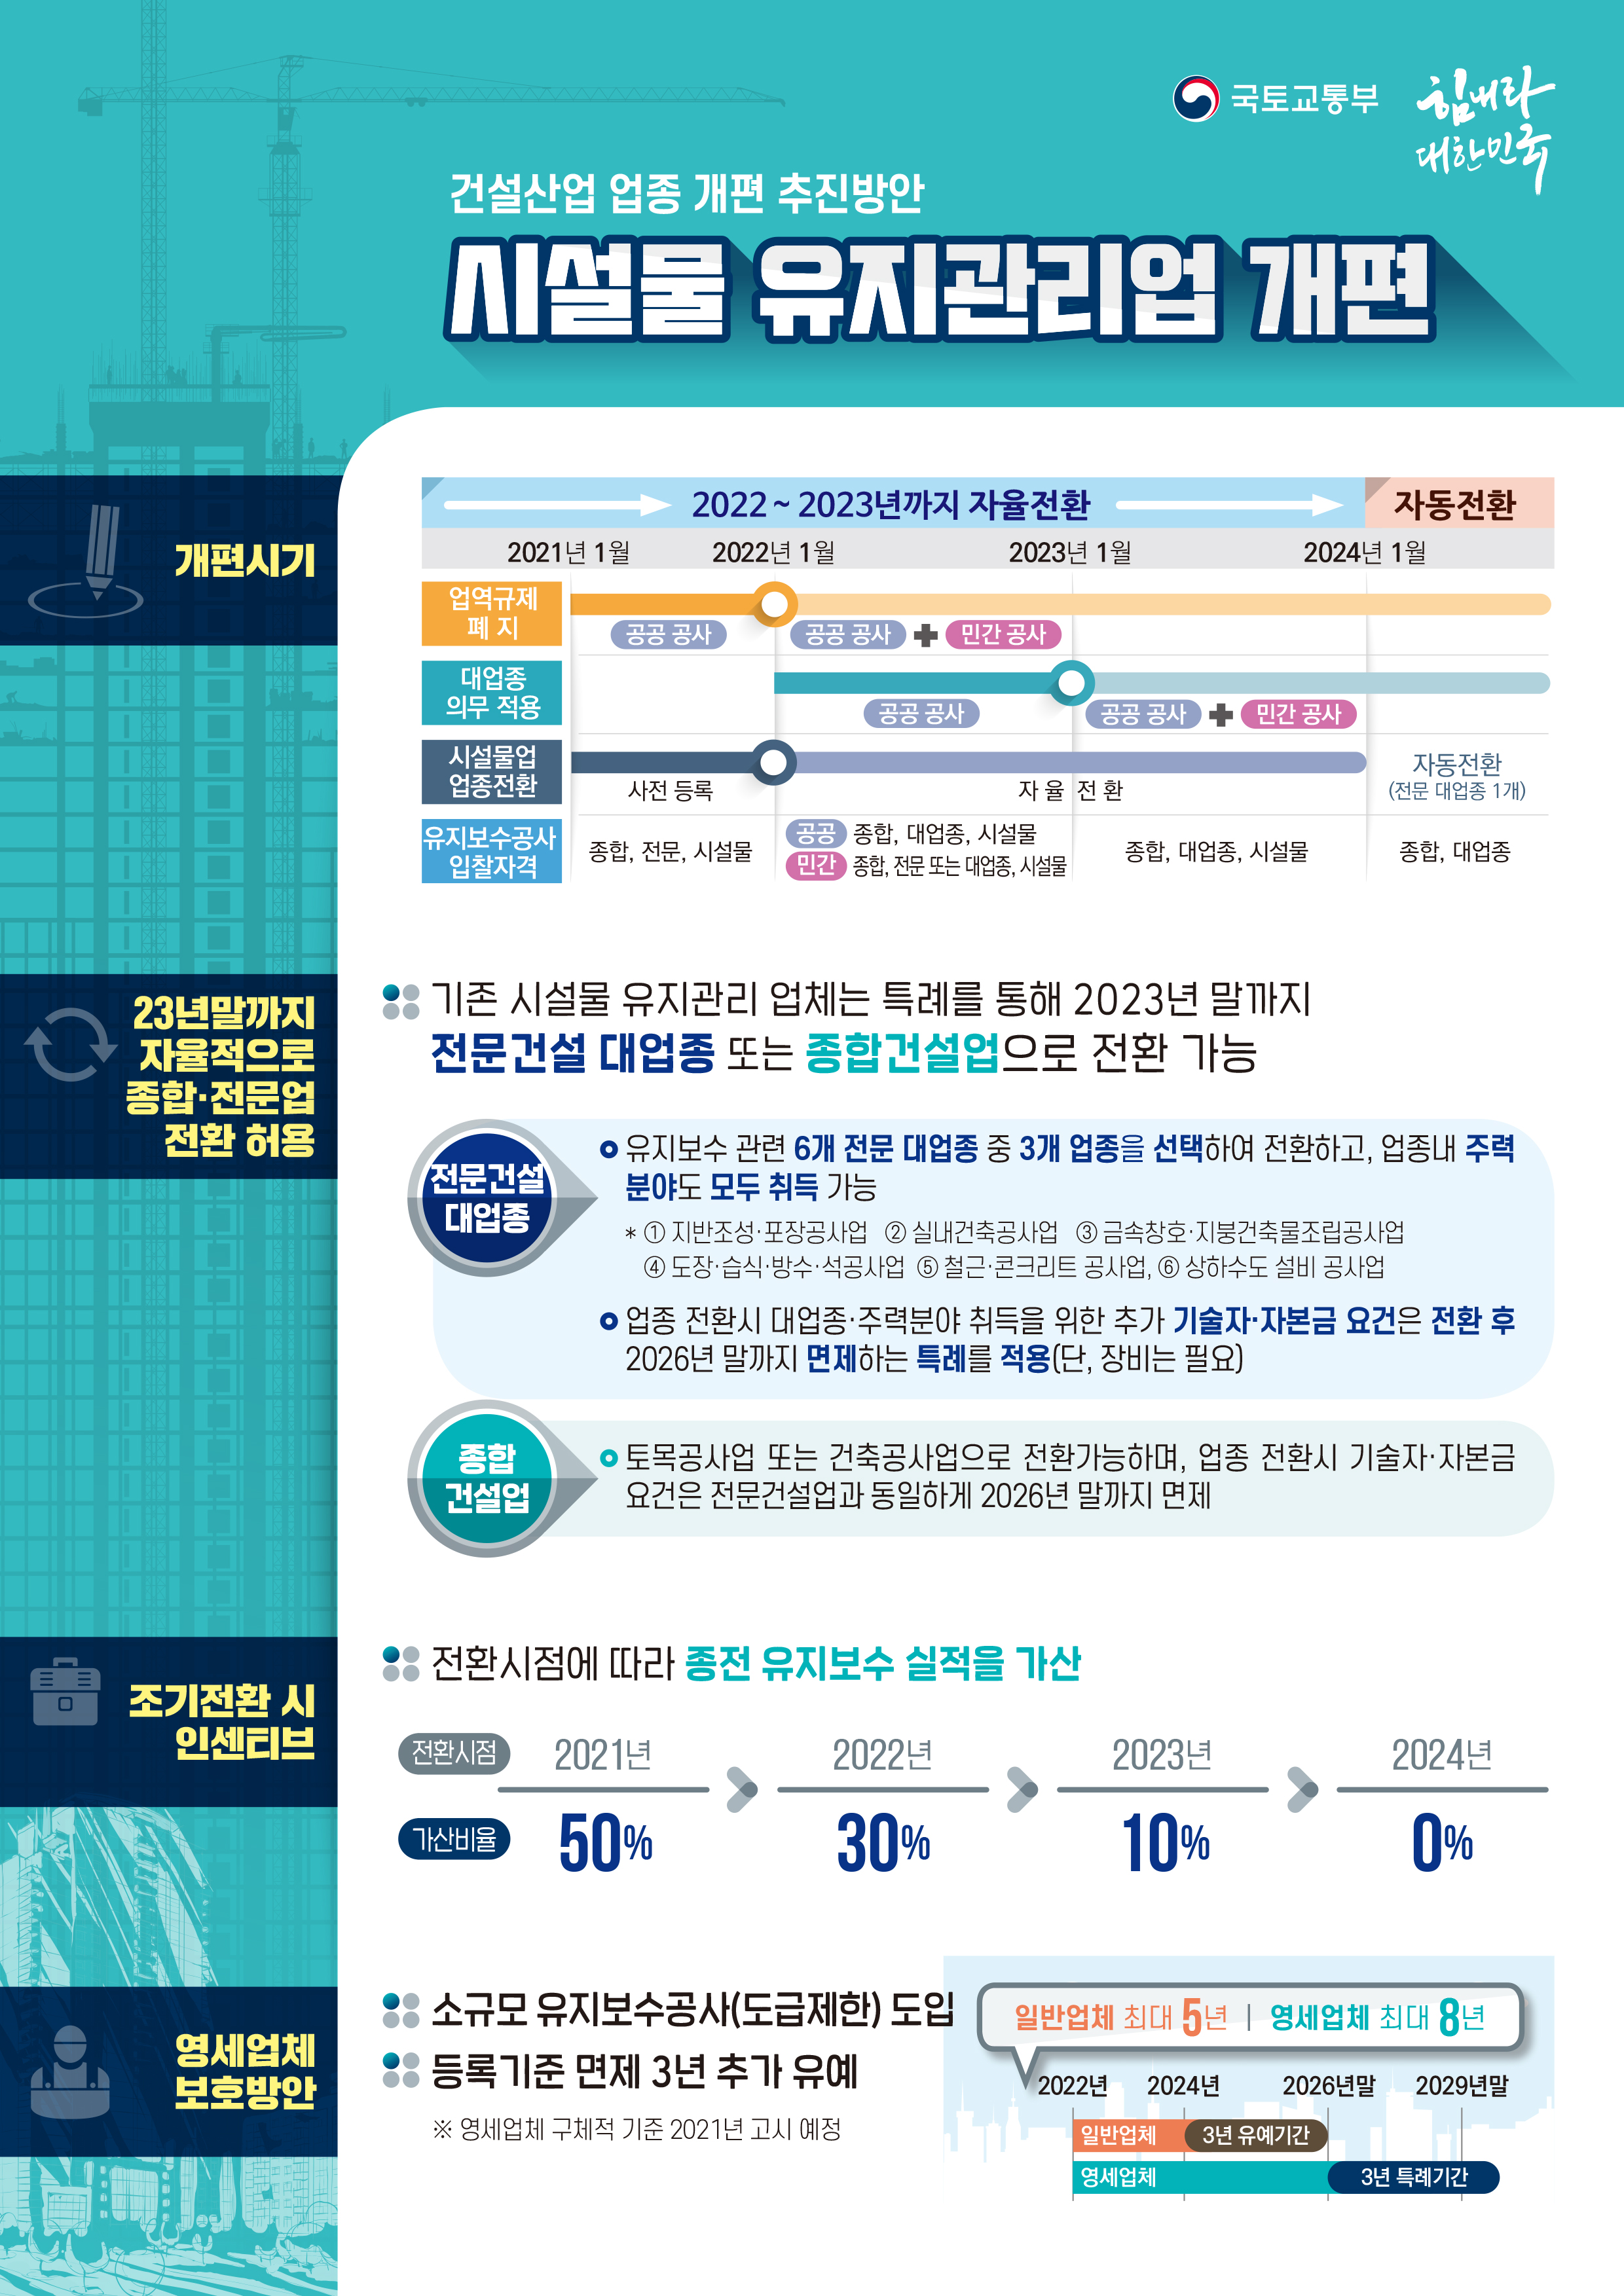 국토교통부
힘내라
대한민국
건설산업 업종 개편 추진방안
시설물 유지관리업 개편
개편시기
2022 ~ 2023년까지 자율전환
자동전환
2021년 1월 2022년 1월 2023년 1월 2024년 1월
업역규제
폐 지
공공 공사 공공 공사 + 민간 공사
대업종
의무 적용
공공 공사 공공 공사 + 민간 공사
시설물업
업종전환
사전 등록 자 율 전 환
자동전환
(전문 대업종 1개)
유지보수공사
입찰자격
종합, 전문, 시설물
공공 종합, 대업종, 시설물
민간 종합, 전문 또는 대업종, 시설물
종합, 대업종, 시설물
종합, 대업종
23년말까지
자율적으로
종합·전문업
전환 허용
기존 시설물 유지관리 업체는 특례를 통해 2023년 말까지
전문건설 대업종 또는 종합건설업으로 전환 가능
전문건설
대업종
유지보수 관련 6개 전문 대업종 중 3개 업종을 선택하여 전환하고, 업종내 주력
분야도 모두 취득 가능
* ① 지반조성·포장공사업 ② 실내건축공사업 ③ 금속창호·지붕건축물조립공사업
④ 도장·습식·방수·석공사업 ⑤ 철근·콘크리트 공사업, ⑥ 상하수도 설비 공사업
업종 전환시 대업종·주력분야 취득을 위한 추가 기술자·자본금 요건은 전환 후
2026년 말까지 면제하는 특례를 적용(단, 장비는 필요)
종합
건설업
토목공사업 또는 건축공사업으로 전환가능하며, 업종 전환시 기술자·자본금
요건은 전문건설업과 동일하게 2026년 말까지 면제
조기전환 시
인센티브
전환시점에 따라 종전 유지보수 실적을 가산
전환시점 2021년 2022년 2023년 2024년
가산비율 50% 30% 10% 0%
영세업체
보호방안
소규모 유지보수공사(도급제한) 도입
등록기준 면제 3년 추가 유예
※ 영세업체 구체적 기준 2021년 고시 예정
일반업체 최대 5년 | 영세업체 최대 8년
2022년 2024년 2026년말 2029년말
일반업체 3년 유예기간
영세업체 3년 특례기간